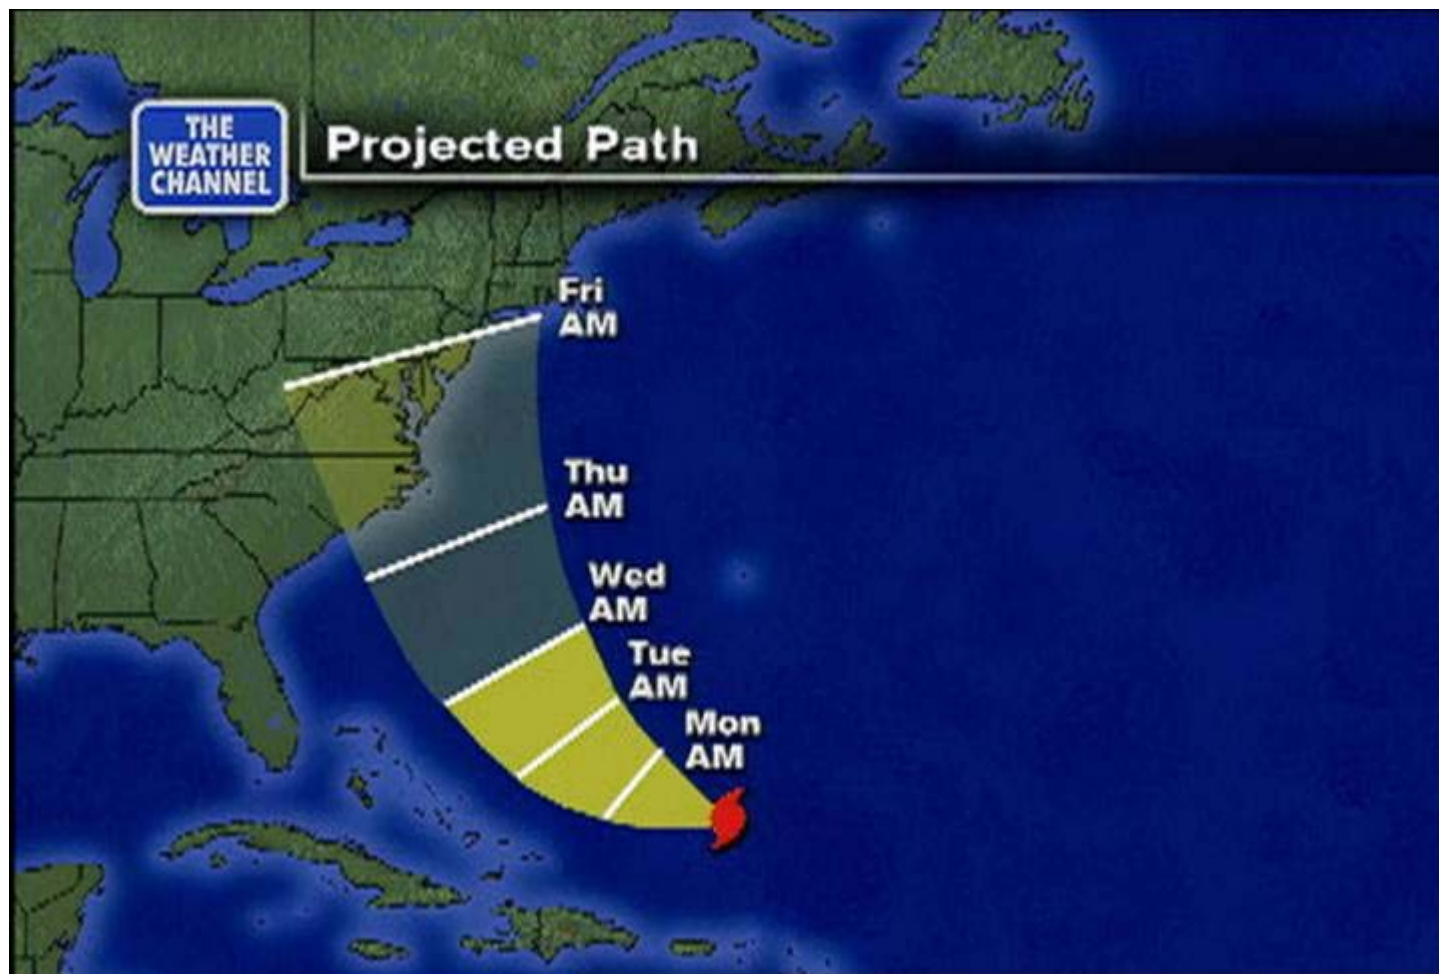 THE
WEATHER
CHANNEL
Projected Path
Fri
AM
Thu
AM
Wed
AM
Tue
AM
Mon
AM